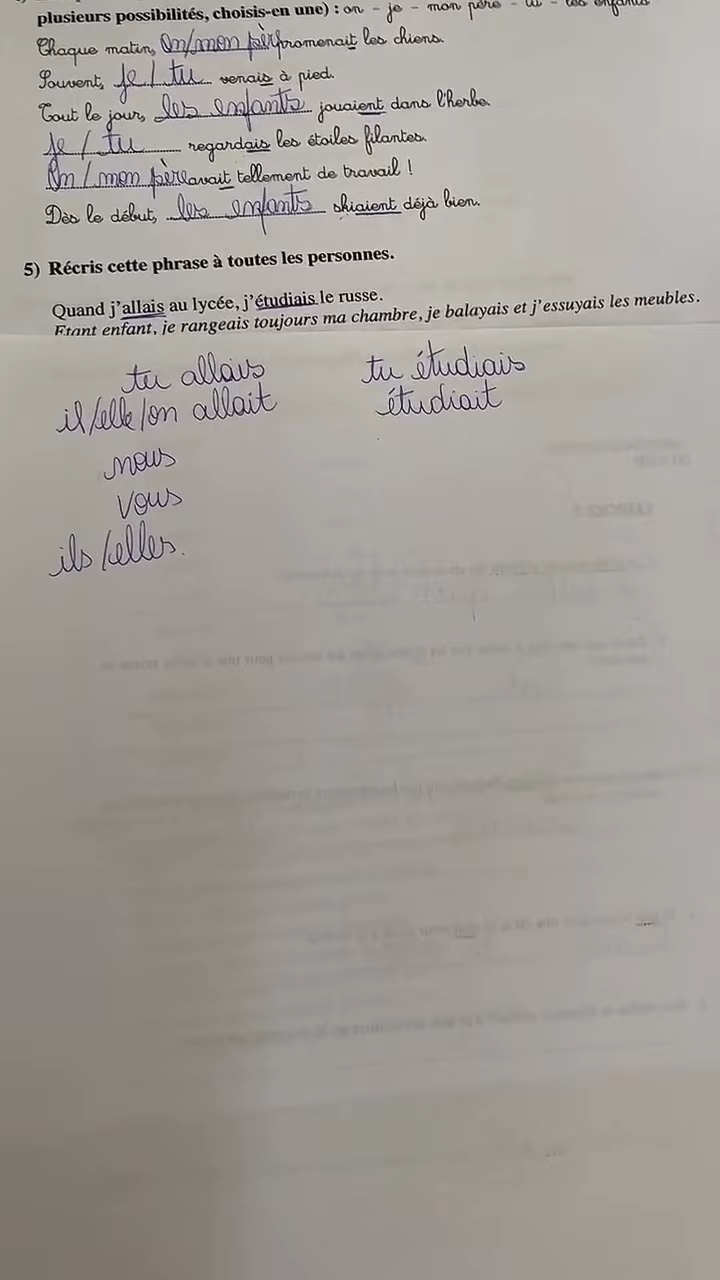 plusieurs possibilités, choisis-en une) : on - je - mon père - tu - les enfants
Chaque matin, On/mon père promenait les chiens.
Souvent, je / tu venais à pied.
Tout le jour, les enfants jouaient dans l'herbe.
je / tu regardais les étoiles filantes.
On / mon père avait tellement de travail !
Dès le début, les enfants skiaient déjà bien.
5) Récris cette phrase à toutes les personnes.
Quand j'allais au lycée, j'étudiais le russe.
Etant enfant, je rangeais toujours ma chambre, je balayais et j'essuyais les meubles.
tu allais tu étudiais
il/elle/on allait étudiait
nous
vous
ils/elles.